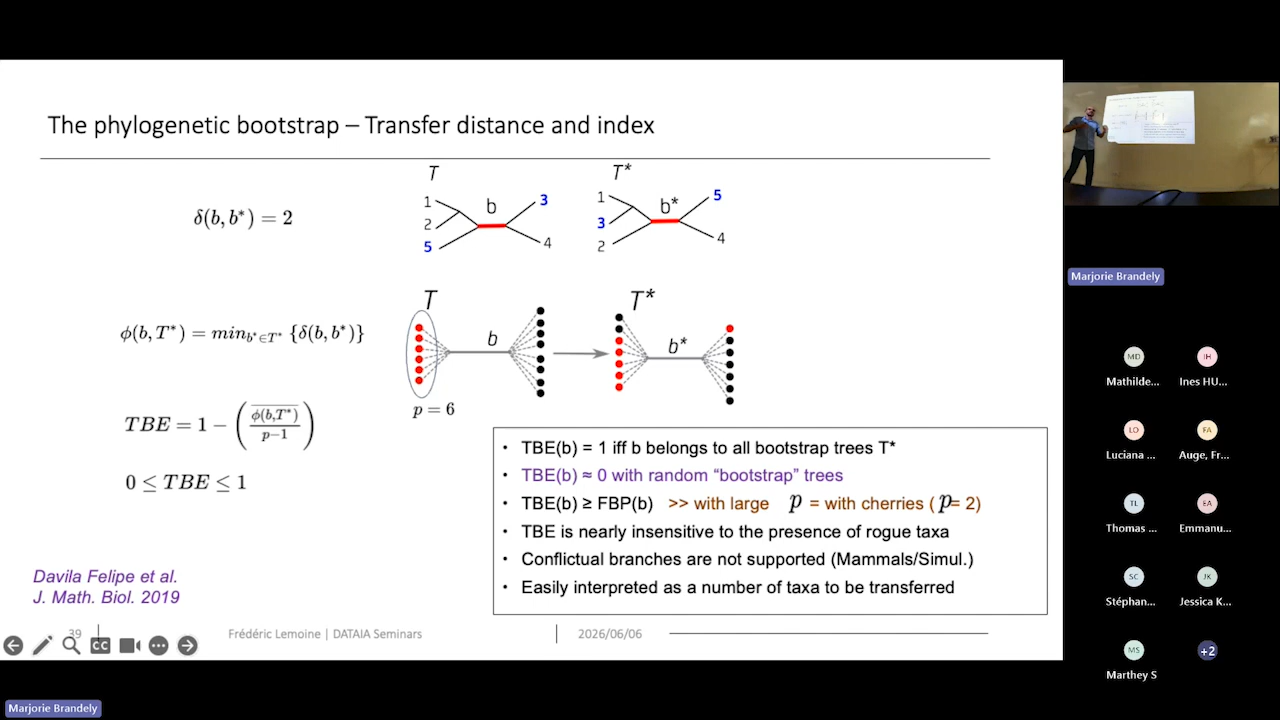 The phylogenetic bootstrap – Transfer distance and index
δ(b, b*) = 2
T
1
2
5
b
3
4
T*
1
3
2
b*
5
4
ϕ(b, T*) = min_{b*∈T*} {δ(b, b*)}
T
b
p = 6
T*
b*
TBE = 1 − ( \overline{ϕ(b,T*)} / p−1 )
0 ≤ TBE ≤ 1
• TBE(b) = 1 iff b belongs to all bootstrap trees T*
• TBE(b) ≈ 0 with random “bootstrap” trees
• TBE(b) ≥ FBP(b) >> with large p = with cherries ( p= 2)
• TBE is nearly insensitive to the presence of rogue taxa
• Conflictual branches are not supported (Mammals/Simul.)
• Easily interpreted as a number of taxa to be transferred
Davila Felipe et al.
J. Math. Biol. 2019
39
Frédéric Lemoine | DATAIA Seminars
2026/06/06
CC
Marjorie Brandely
Marjorie Brandely
MD
Mathilde...
IH
Ines HU...
LO
Luciana ...
FA
Auge, Fr...
TL
Thomas ...
EA
Emmanu...
SC
Stéphan...
JK
Jessica K...
MS
Marthey S
+2